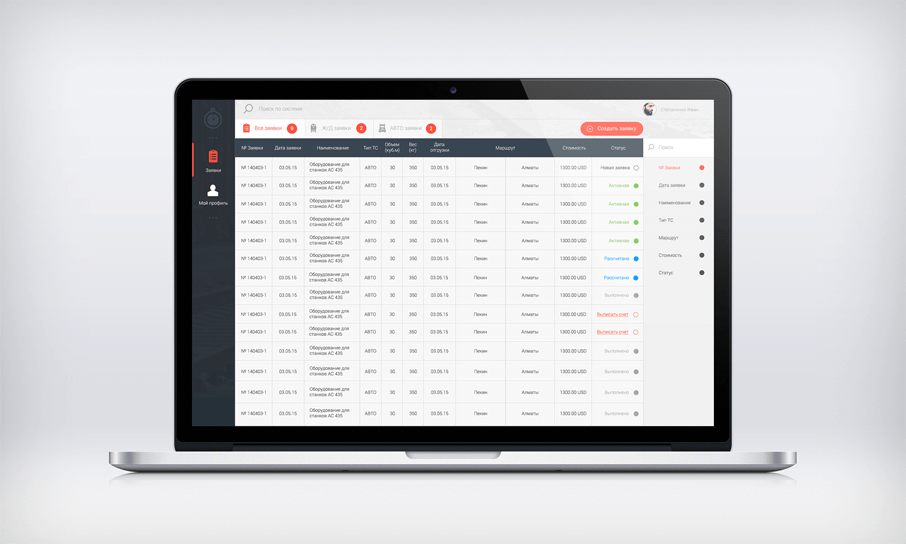 Поиск по системе
Все заявки 9
Ж/Д заявки 2
АВТО заявки 2
Создать заявку
Заявки
Мой профиль
№ Заявки Дата заявки Наименование Тип ТС Объем (куб.м) Вес (кг) Дата отгрузки Маршрут Стоимость Статус
№ 140403-1 03.05.15 Оборудование для станков АС 435 АВТО 30 350 03.05.15 Пекин Алматы 1300.00 USD Новая заявка
№ 140403-1 03.05.15 Оборудование для станков АС 435 АВТО 30 350 03.05.15 Пекин Алматы 1300.00 USD Активная
№ 140403-1 03.05.15 Оборудование для станков АС 435 АВТО 30 350 03.05.15 Пекин Алматы 1300.00 USD Активная
№ 140403-1 03.05.15 Оборудование для станков АС 435 АВТО 30 350 03.05.15 Пекин Алматы 1300.00 USD Активная
№ 140403-1 03.05.15 Оборудование для станков АС 435 АВТО 30 350 03.05.15 Пекин Алматы 1300.00 USD Активная
№ 140403-1 03.05.15 Оборудование для станков АС 435 АВТО 30 350 03.05.15 Пекин Алматы 1300.00 USD Рассчитана
№ 140403-1 03.05.15 Оборудование для станков АС 435 АВТО 30 350 03.05.15 Пекин Алматы 1300.00 USD Рассчитана
№ 140403-1 03.05.15 Оборудование для станков АС 435 АВТО 30 350 03.05.15 Пекин Алматы 1300.00 USD Выполнена
№ 140403-1 03.05.15 Оборудование для станков АС 435 АВТО 30 350 03.05.15 Пекин Алматы 1300.00 USD Выписать счет
№ 140403-1 03.05.15 Оборудование для станков АС 435 АВТО 30 350 03.05.15 Пекин Алматы 1300.00 USD Выписать счет
№ 140403-1 03.05.15 Оборудование для станков АС 435 АВТО 30 350 03.05.15 Пекин Алматы 1300.00 USD Выполнена
№ 140403-1 03.05.15 Оборудование для станков АС 435 АВТО 30 350 03.05.15 Пекин Алматы 1300.00 USD Выполнена
№ 140403-1 03.05.15 Оборудование для станков АС 435 АВТО 30 350 03.05.15 Пекин Алматы 1300.00 USD Выполнена
№ 140403-1 03.05.15 Оборудование для станков АС 435 АВТО 30 350 03.05.15 Пекин Алматы 1300.00 USD Выполнена
Поиск
№ Заявки
Дата заявки
Наименование
Тип ТС
Маршрут
Стоимость
Статус